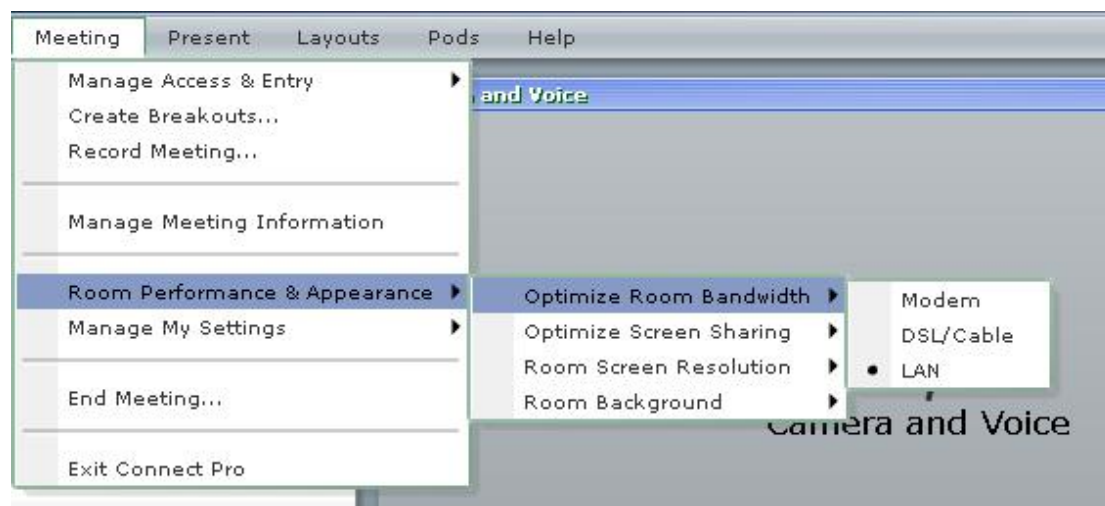 Meeting Present Layouts Pods Help
Manage Access & Entry
and Voice
Create Breakouts...
Record Meeting...
Manage Meeting Information
Room Performance & Appearance
Optimize Room Bandwidth
Modem
Manage My Settings
Optimize Screen Sharing
DSL/Cable
Room Screen Resolution
LAN
End Meeting...
Room Background
Camera and Voice
Exit Connect Pro